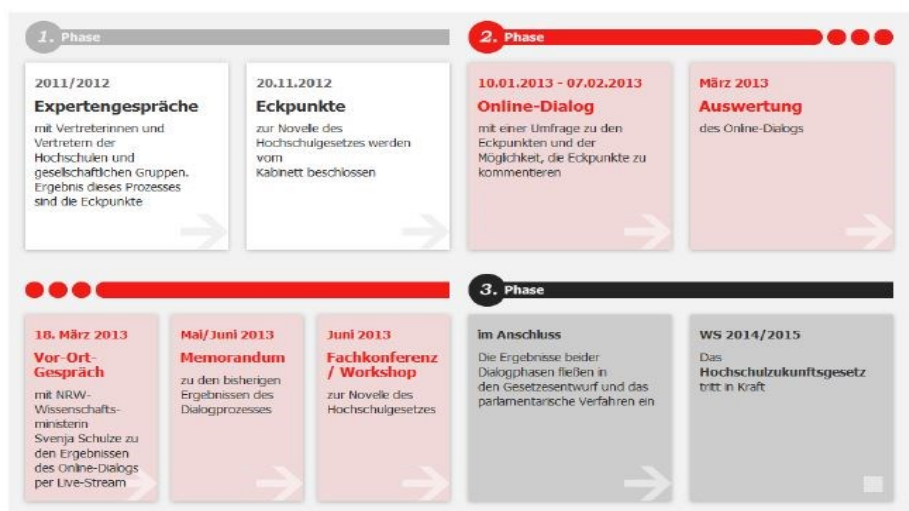 1. Phase
2011/2012
Expertengespräche
mit Vertreterinnen und
Vertretern der
Hochschulen und
gesellschaftlichen Gruppen.
Ergebnis dieses Prozesses
sind die Eckpunkte
20.11.2012
Eckpunkte
zur Novelle des
Hochschulgesetzes werden
vom
Kabinett beschlossen
2. Phase
10.01.2013 - 07.02.2013
Online-Dialog
mit einer Umfrage zu den
Eckpunkten und der
Möglichkeit, die Eckpunkte zu
kommentieren
März 2013
Auswertung
des Online-Dialogs
18. März 2013
Vor-Ort-
Gespräch
mit NRW-
Wissenschafts-
ministerin
Svenja Schulze zu
den Ergebnissen
des Online-Dialogs
per Live-Stream
Mai/Juni 2013
Memorandum
zu den bisherigen
Ergebnissen des
Dialogprozesses
Juni 2013
Fachkonferenz
/ Workshop
zur Novelle des
Hochschulgesetzes
3. Phase
im Anschluss
Die Ergebnisse beider
Dialogphasen fließen in
den Gesetzesentwurf und das
parlamentarische Verfahren ein
WS 2014/2015
Das
Hochschulzukunftsgesetz
tritt in Kraft